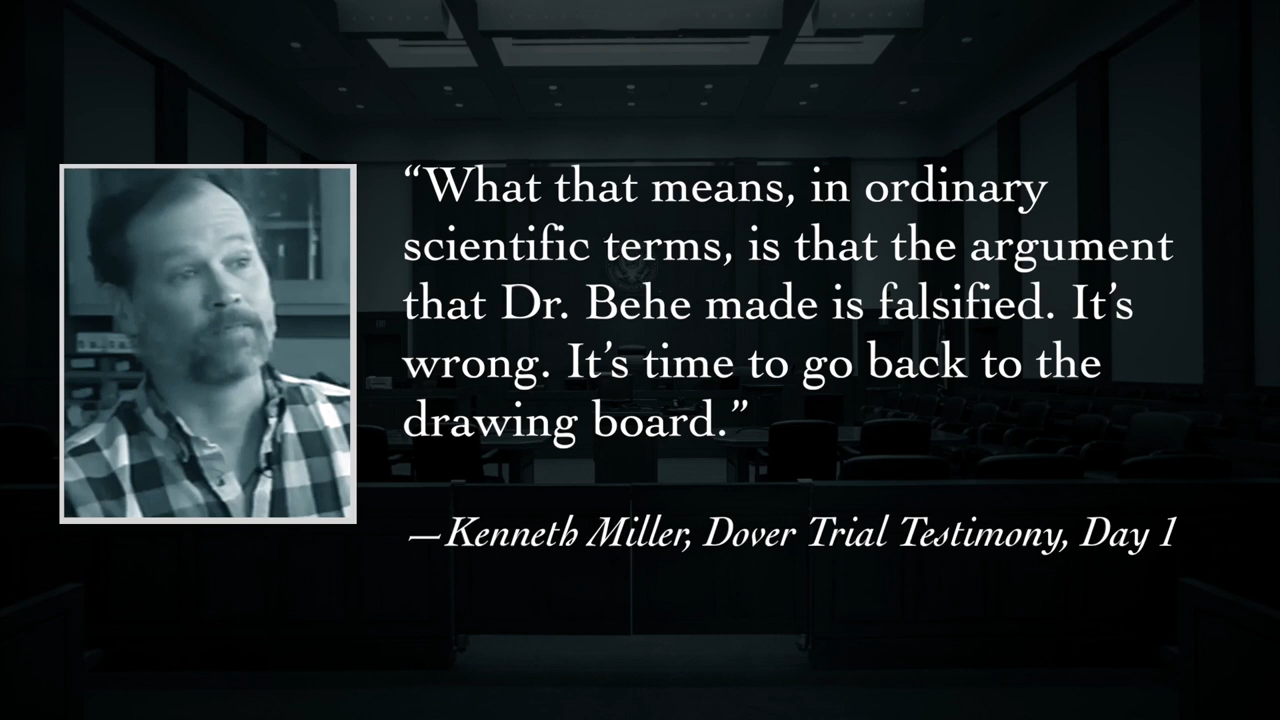 “What that means, in ordinary
scientific terms, is that the argument
that Dr. Behe made is falsified. It’s
wrong. It’s time to go back to the
drawing board.”
—Kenneth Miller, Dover Trial Testimony, Day 1